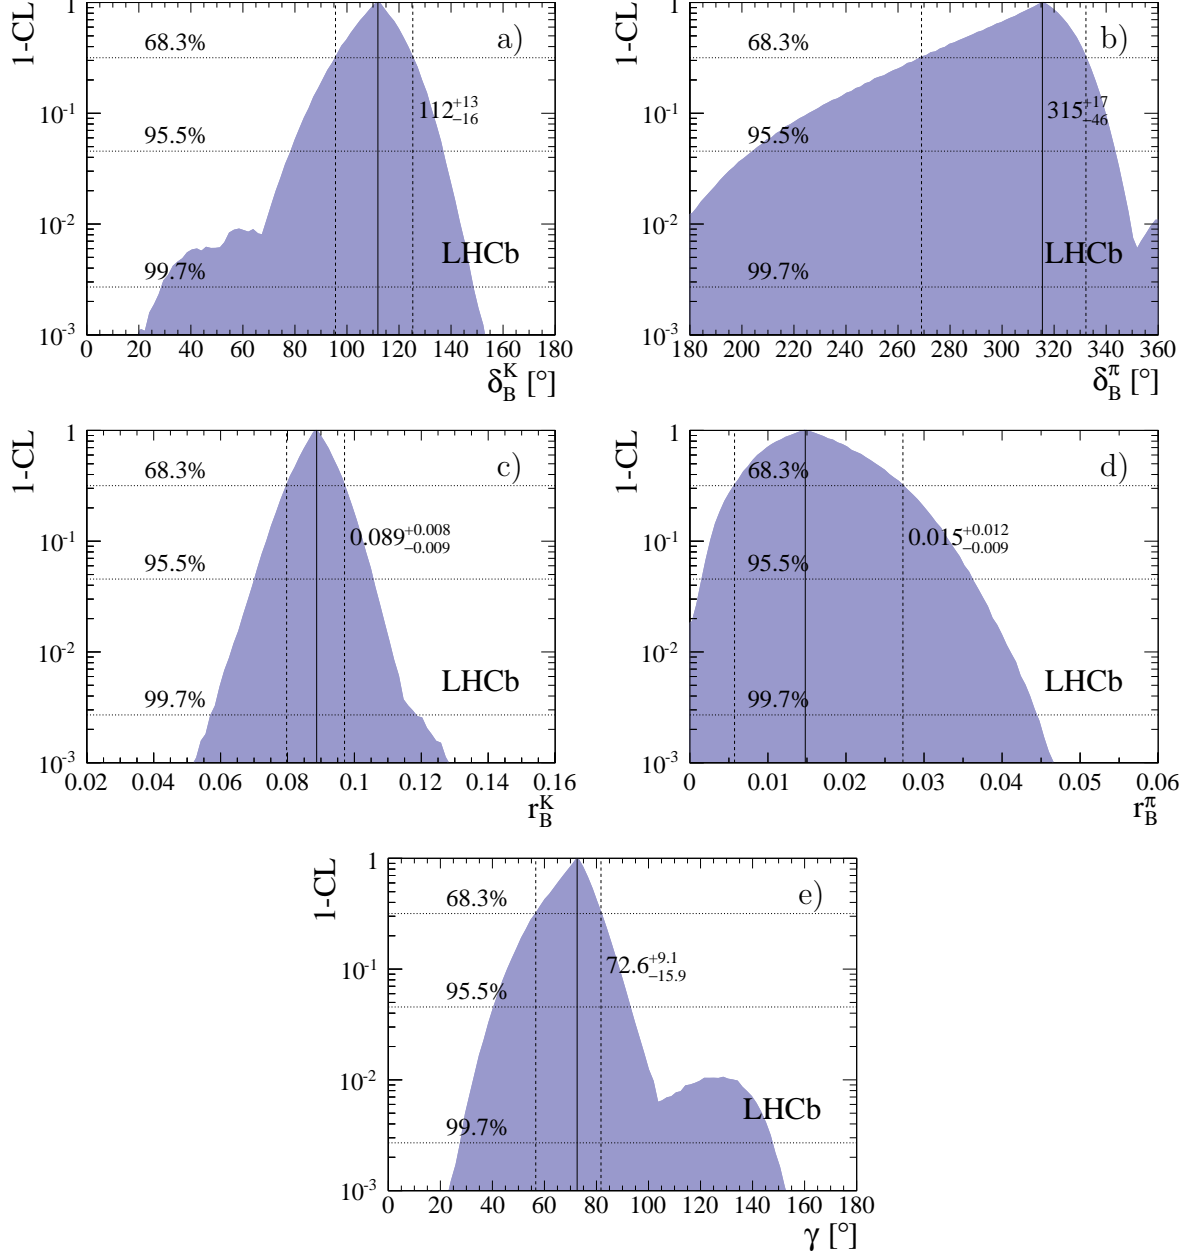 1-CL
1
a)
68.3%
112 +13 −16
10⁻¹
95.5%
10⁻²
LHCb
99.7%
10⁻³
0 20 40 60 80 100 120 140 160 180
δ_B^K [°]
1-CL
1
b)
68.3%
315 +17 −46
10⁻¹
95.5%
10⁻²
LHCb
99.7%
10⁻³
180 200 220 240 260 280 300 320 340 360
δ_B^π [°]
1-CL
1
c)
68.3%
0.089 +0.008 −0.009
10⁻¹
95.5%
10⁻²
LHCb
99.7%
10⁻³
0.02 0.04 0.06 0.08 0.1 0.12 0.14 0.16
r_B^K
1-CL
1
d)
68.3%
0.015 +0.012 −0.009
10⁻¹
95.5%
10⁻²
LHCb
99.7%
10⁻³
0 0.01 0.02 0.03 0.04 0.05 0.06
r_B^π
1-CL
1
e)
68.3%
72.6 +9.1 −15.9
10⁻¹
95.5%
10⁻²
LHCb
99.7%
10⁻³
0 20 40 60 80 100 120 140 160 180
γ [°]